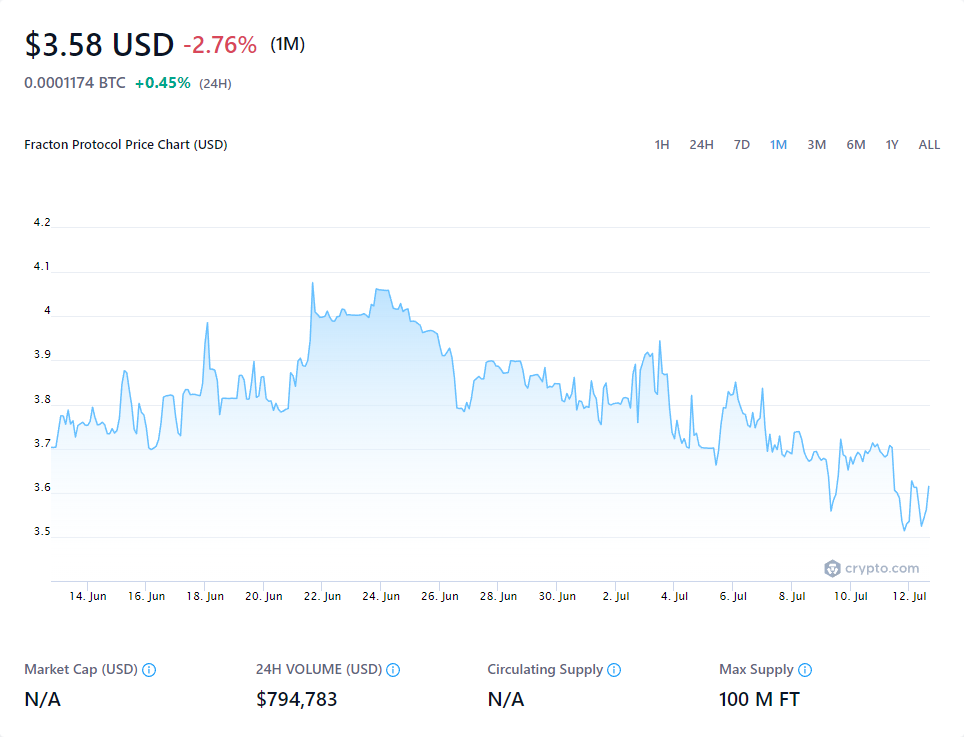 $3.58 USD -2.76% (1M)
0.0001174 BTC +0.45% (24H)
Fracton Protocol Price Chart (USD) 1H 24H 7D 1M 3M 6M 1Y ALL
4.2
4.1
4
3.9
3.8
3.7
3.6
3.5
crypto.com
14. Jun 16. Jun 18. Jun 20. Jun 22. Jun 24. Jun 26. Jun 28. Jun 30. Jun 2. Jul 4. Jul 6. Jul 8. Jul 10. Jul 12. Jul
Market Cap (USD) 24H VOLUME (USD) Circulating Supply Max Supply
N/A $794,783 N/A 100 M FT